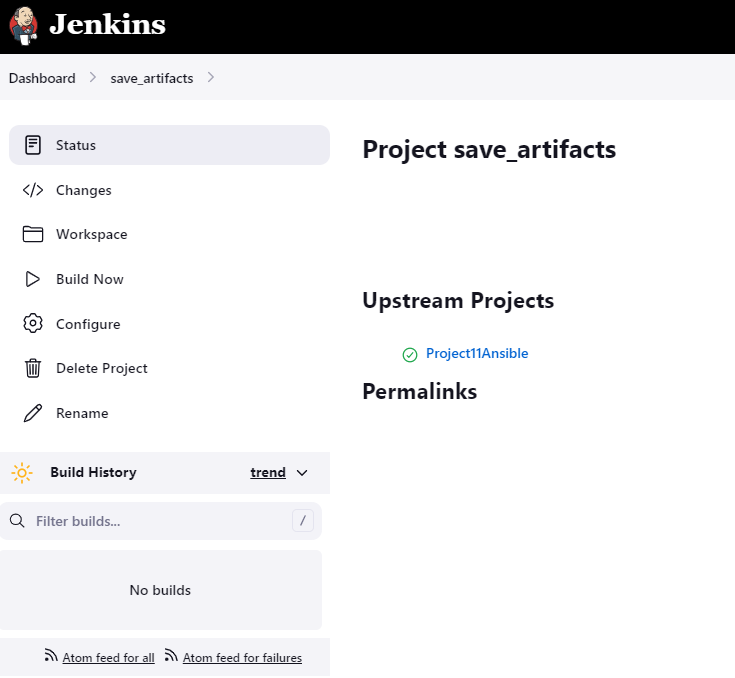 Jenkins
Dashboard save_artifacts
Status
Changes
Workspace
Build Now
Configure
Delete Project
Rename
Build History trend
Filter builds... /
No builds
Atom feed for all Atom feed for failures
Project save_artifacts
Upstream Projects
Project11Ansible
Permalinks